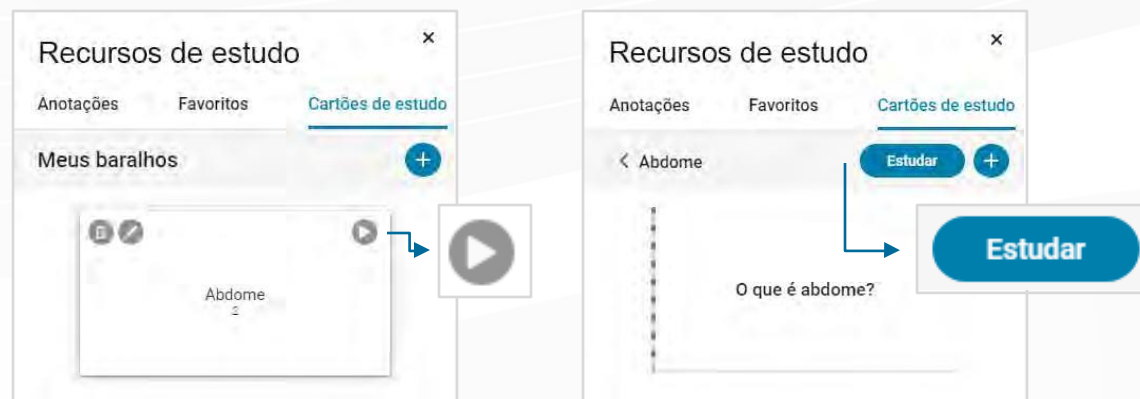 Recursos de estudo
Anotações Favoritos Cartões de estudo
Meus baralhos
Abdome
2
Recursos de estudo
Anotações Favoritos Cartões de estudo
Abdome Estudar
Estudar
O que é abdome?